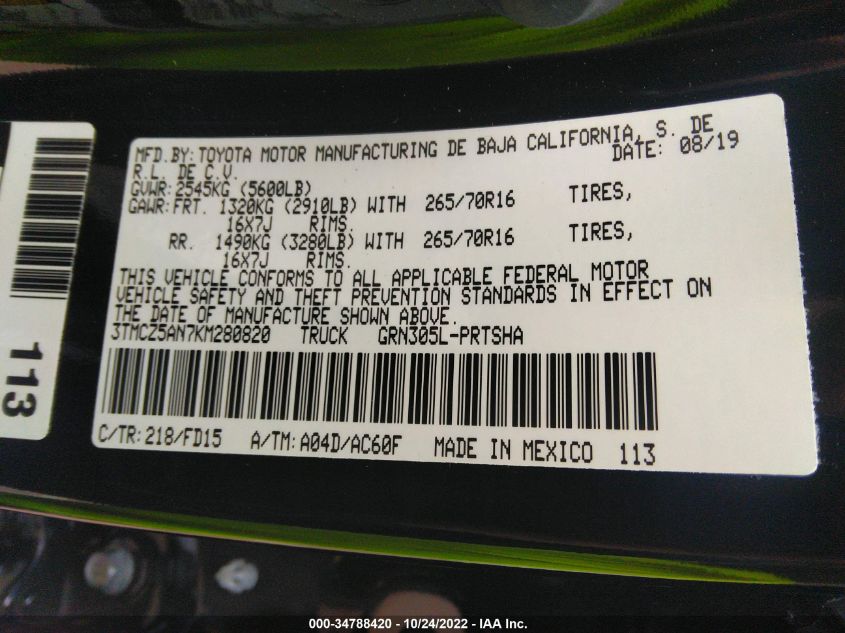 MFD.BY: TOYOTA MOTOR MANUFACTURING DE BAJA CALIFORNIA, S. DE
R.L. DE C.V. DATE: 08/19
GVWR: 2545KG (5600LB)
GAWR: FRT. 1320KG (2910LB) WITH 265/70R16 TIRES,
16X7J RIMS.
RR. 1490KG (3280LB) WITH 265/70R16 TIRES,
16X7J RIMS.
THIS VEHICLE CONFORMS TO ALL APPLICABLE FEDERAL MOTOR
VEHICLE SAFETY AND THEFT PREVENTION STANDARDS IN EFFECT ON
THE DATE OF MANUFACTURE SHOWN ABOVE.
3TMCZ5AN7KM280820 TRUCK GRN305L-PRTSHA
C/TR: 218/FD15 A/TM: A04D/AC60F MADE IN MEXICO 113
113
000-34788420 • 10/24/2022 • IAA Inc.